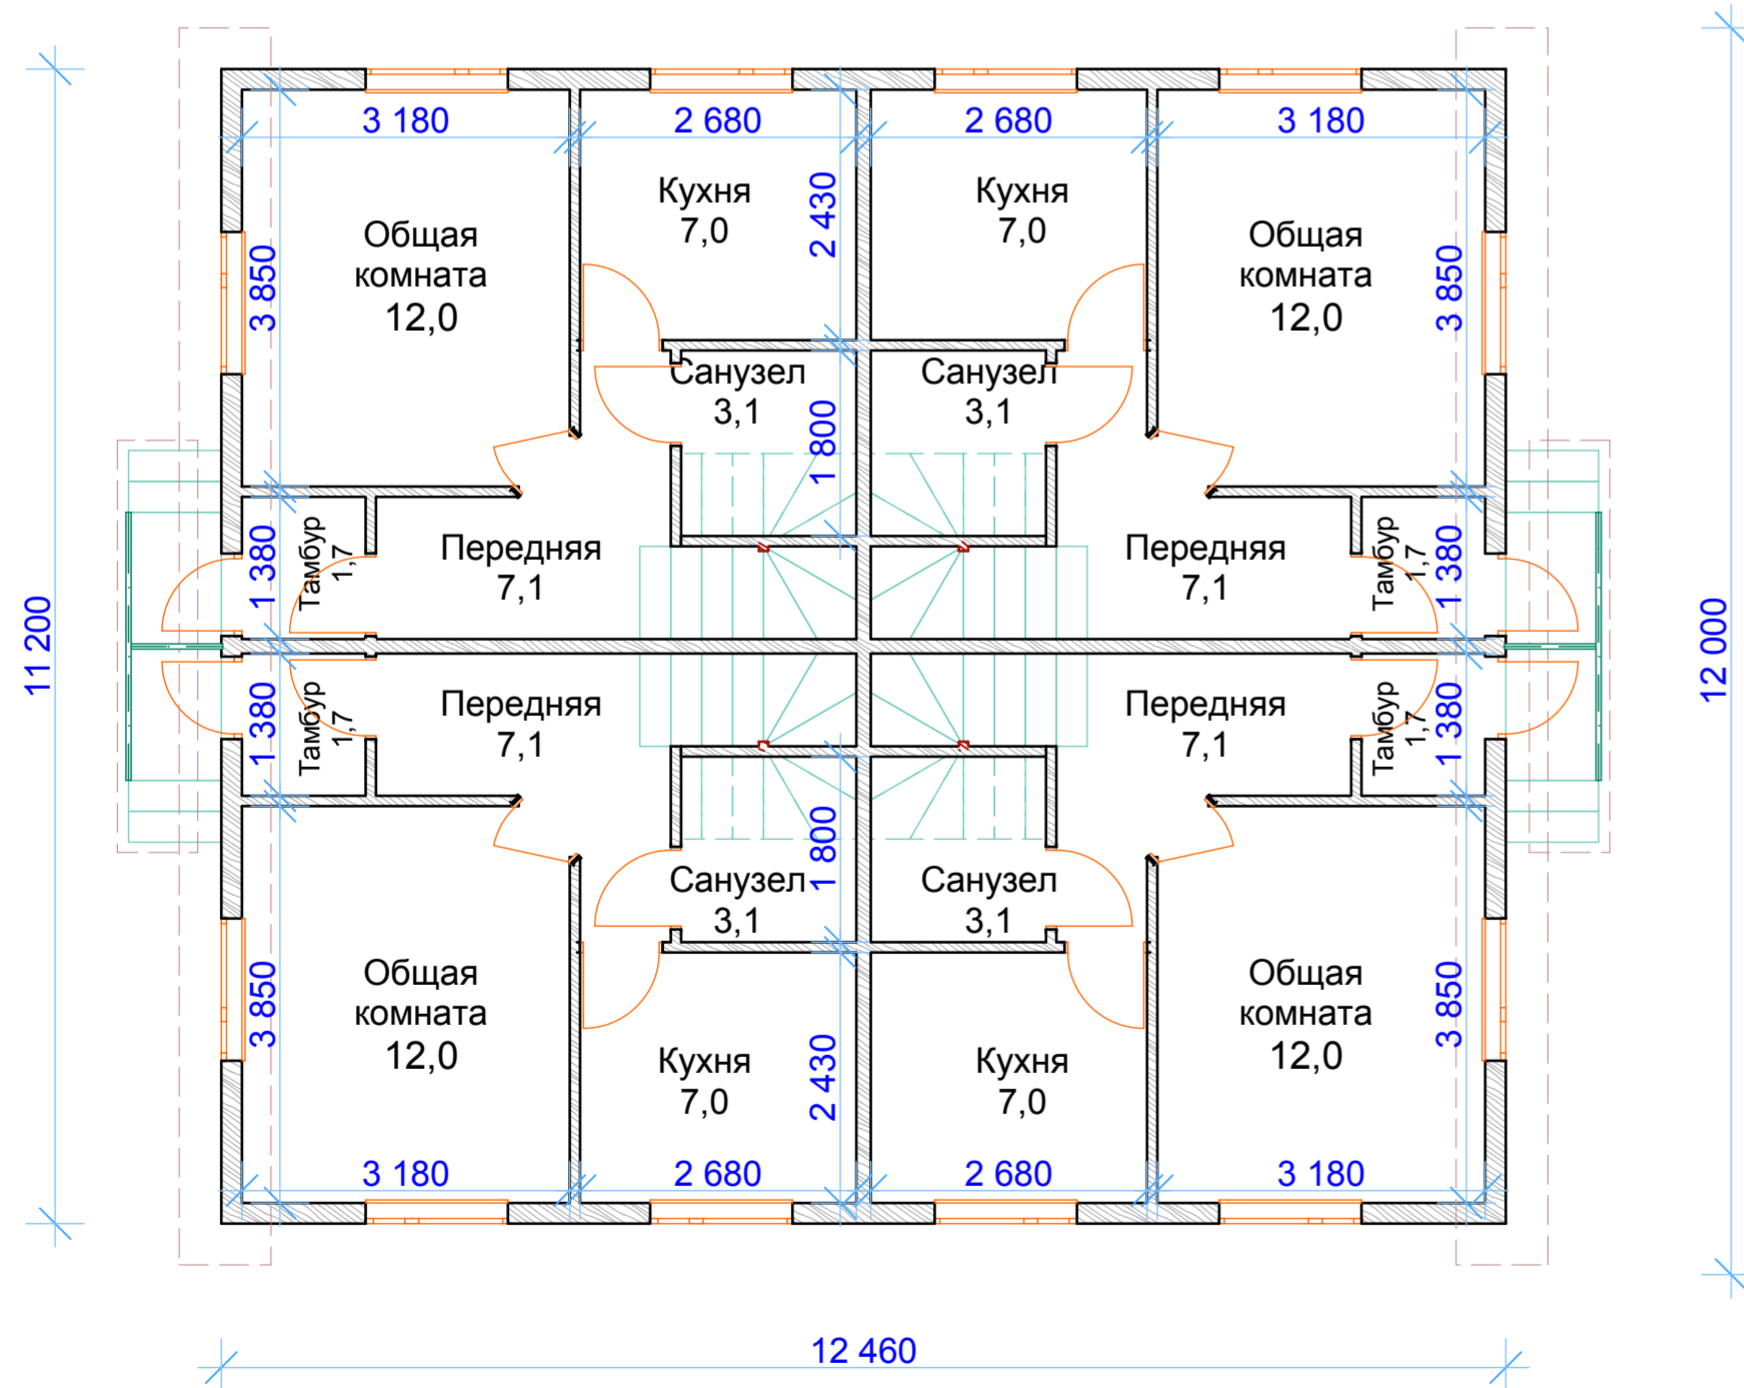 3 180
2 680
2 680
3 180
Кухня
7,0
2 430
Кухня
7,0
Общая
комната
12,0
3 850
Общая
комната
12,0
3 850
Санузел
3,1
1 800
Санузел
3,1
1 380
Тамбур
1,7
Передняя
7,1
Передняя
7,1
Тамбур
1,7
1 380
11 200
12 000
1 380
Тамбур
1,7
Передняя
7,1
Передняя
7,1
Тамбур
1,7
1 380
Санузел
3,1
1 800
Санузел
3,1
3 850
Общая
комната
12,0
Общая
комната
12,0
3 850
Кухня
7,0
2 430
Кухня
7,0
3 180
2 680
2 680
3 180
12 460